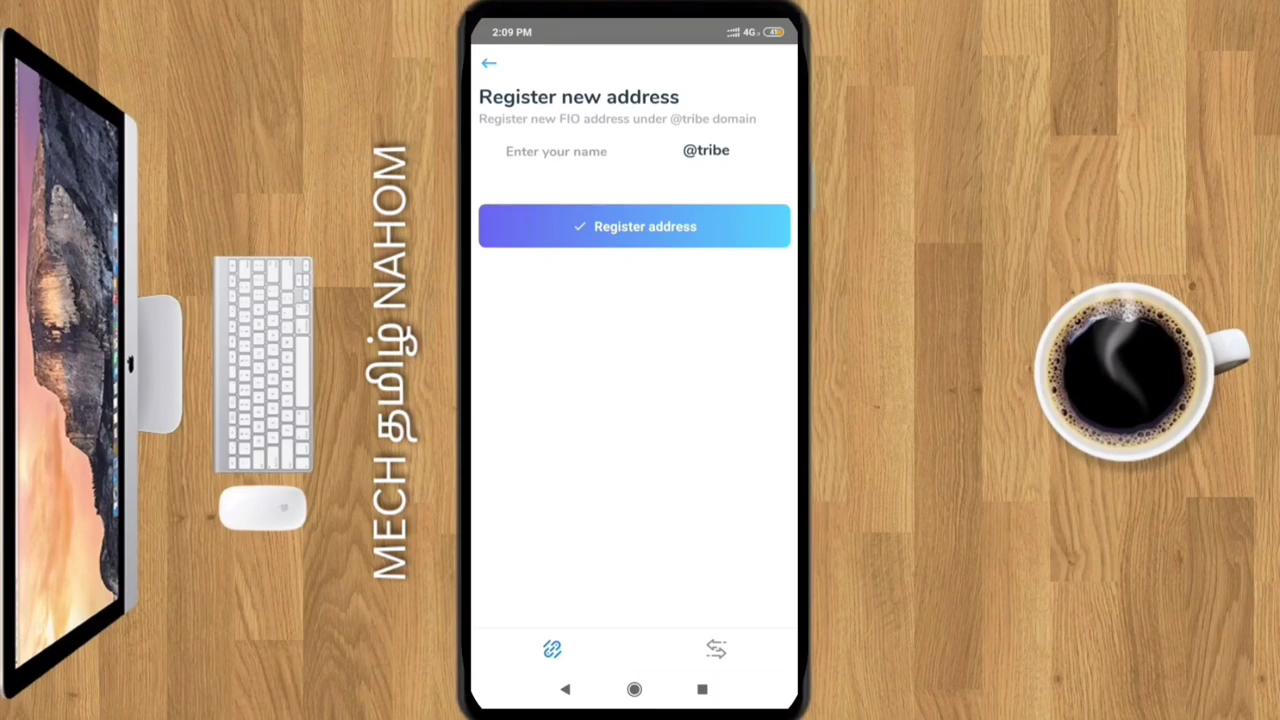 MECH தமிழ் NAHOM
2:09 PM
4G
Register new address
Register new FIO address under @tribe domain
Enter your name
@tribe
Register address